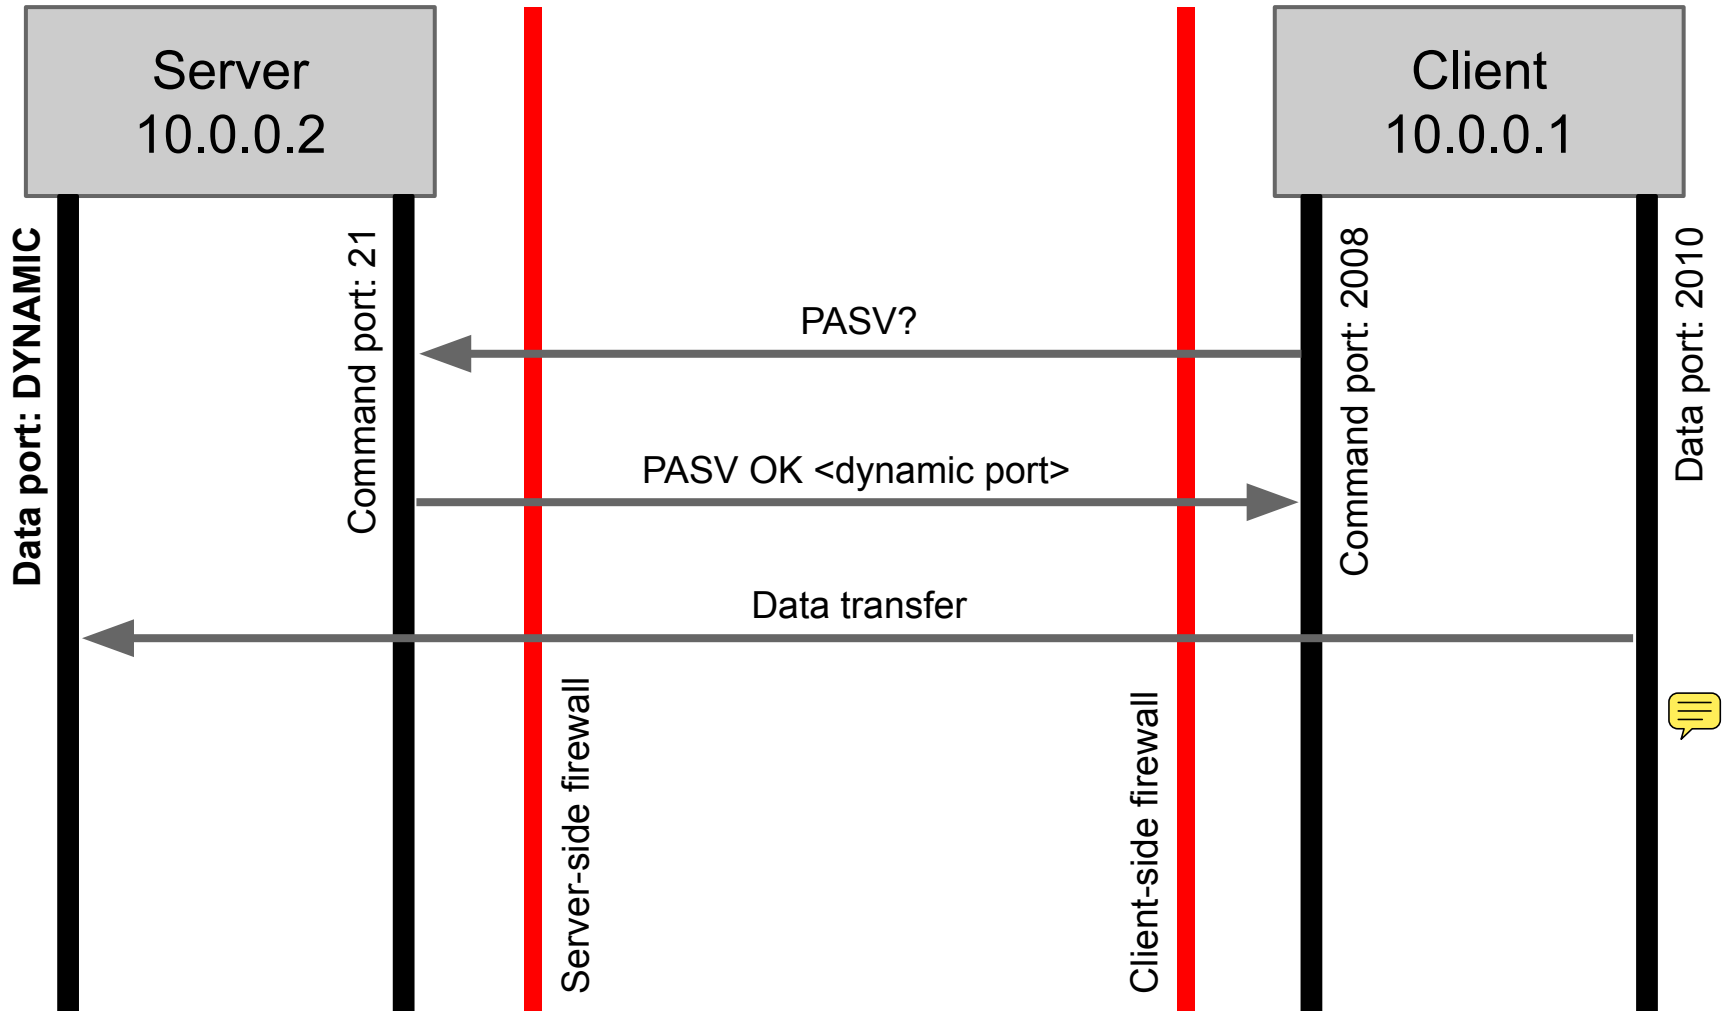 Server
10.0.0.2
Client
10.0.0.1
Data port: DYNAMIC
Command port: 21
Command port: 2008
Data port: 2010
PASV?
PASV OK <dynamic port>
Data transfer
Server-side firewall
Client-side firewall